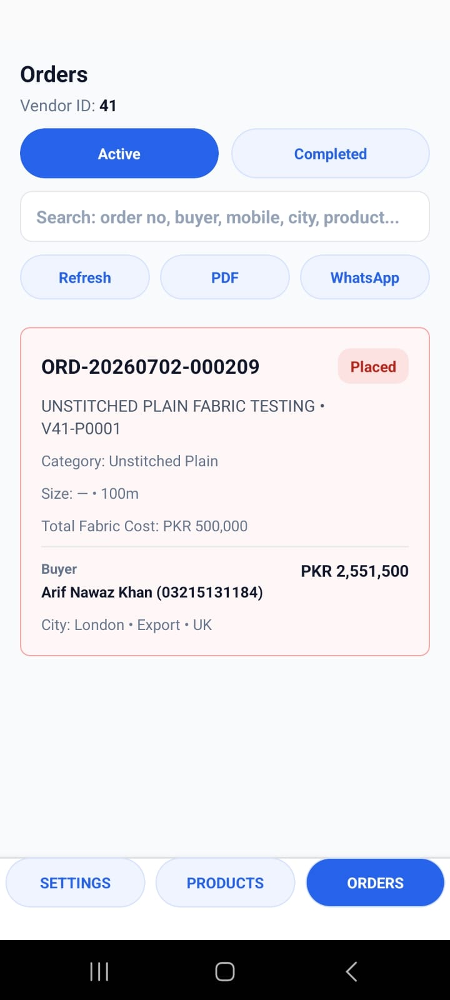 Orders
Vendor ID: 41
Active
Completed
Search: order no, buyer, mobile, city, product...
Refresh
PDF
WhatsApp
ORD-20260702-000209
Placed
UNSTITCHED PLAIN FABRIC TESTING •
V41-P0001
Category: Unstitched Plain
Size: — • 100m
Total Fabric Cost: PKR 500,000
Buyer
PKR 2,551,500
Arif Nawaz Khan (03215131184)
City: London • Export • UK
SETTINGS
PRODUCTS
ORDERS